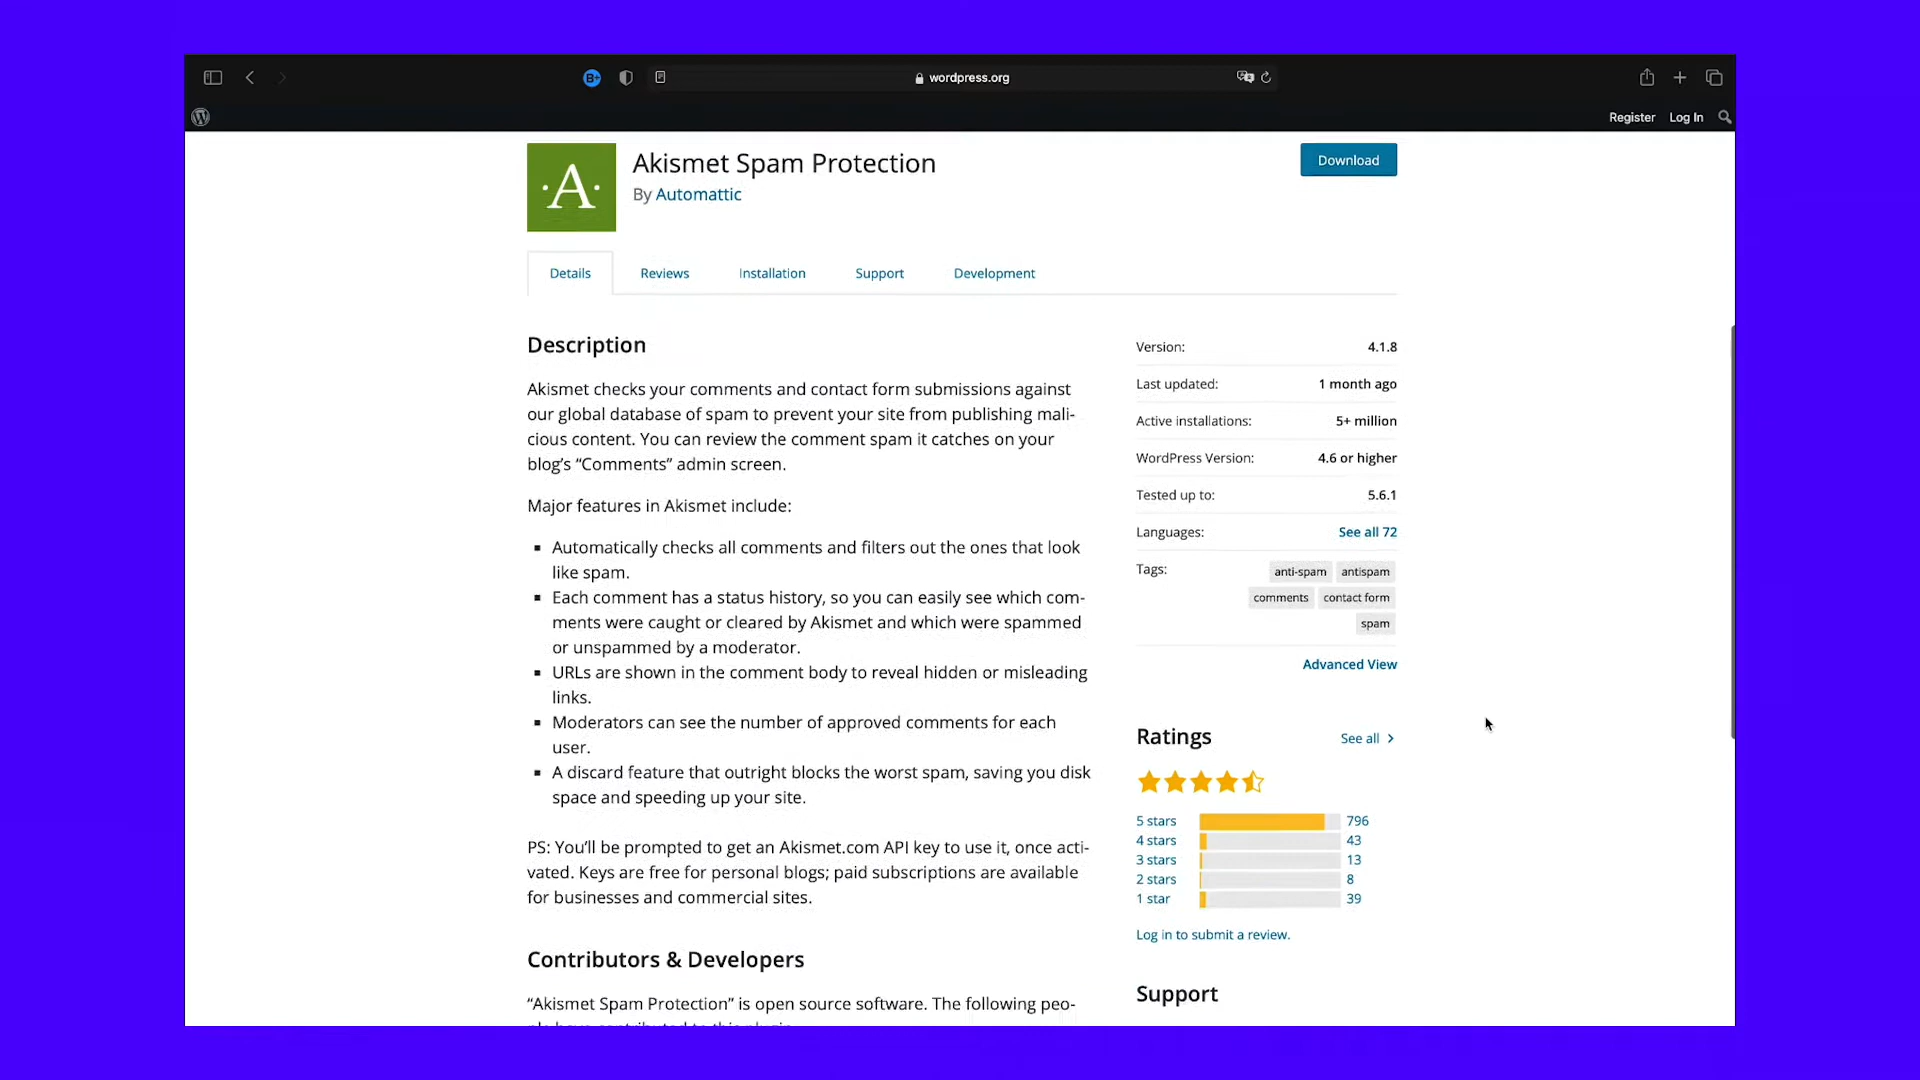 wordpress.org
Register Log In
A
Akismet Spam Protection
Download
By Automattic
Details Reviews Installation Support Development
Description
Akismet checks your comments and contact form submissions against
our global database of spam to prevent your site from publishing mali-
cious content. You can review the comment spam it catches on your
blog’s “Comments” admin screen.
Major features in Akismet include:
Automatically checks all comments and filters out the ones that look
like spam.
Each comment has a status history, so you can easily see which com-
ments were caught or cleared by Akismet and which were spammed
or unspammed by a moderator.
URLs are shown in the comment body to reveal hidden or misleading
links.
Moderators can see the number of approved comments for each
user.
A discard feature that outright blocks the worst spam, saving you disk
space and speeding up your site.
PS: You’ll be prompted to get an Akismet.com API key to use it, once acti-
vated. Keys are free for personal blogs; paid subscriptions are available
for businesses and commercial sites.
Contributors & Developers
“Akismet Spam Protection” is open source software. The following peo-
Version: 4.1.8
Last updated: 1 month ago
Active installations: 5+ million
WordPress Version: 4.6 or higher
Tested up to: 5.6.1
Languages: See all 72
Tags: anti-spam antispam
comments contact form
spam
Advanced View
Ratings See all
5 stars 796
4 stars 43
3 stars 13
2 stars 8
1 star 39
Log in to submit a review.
Support